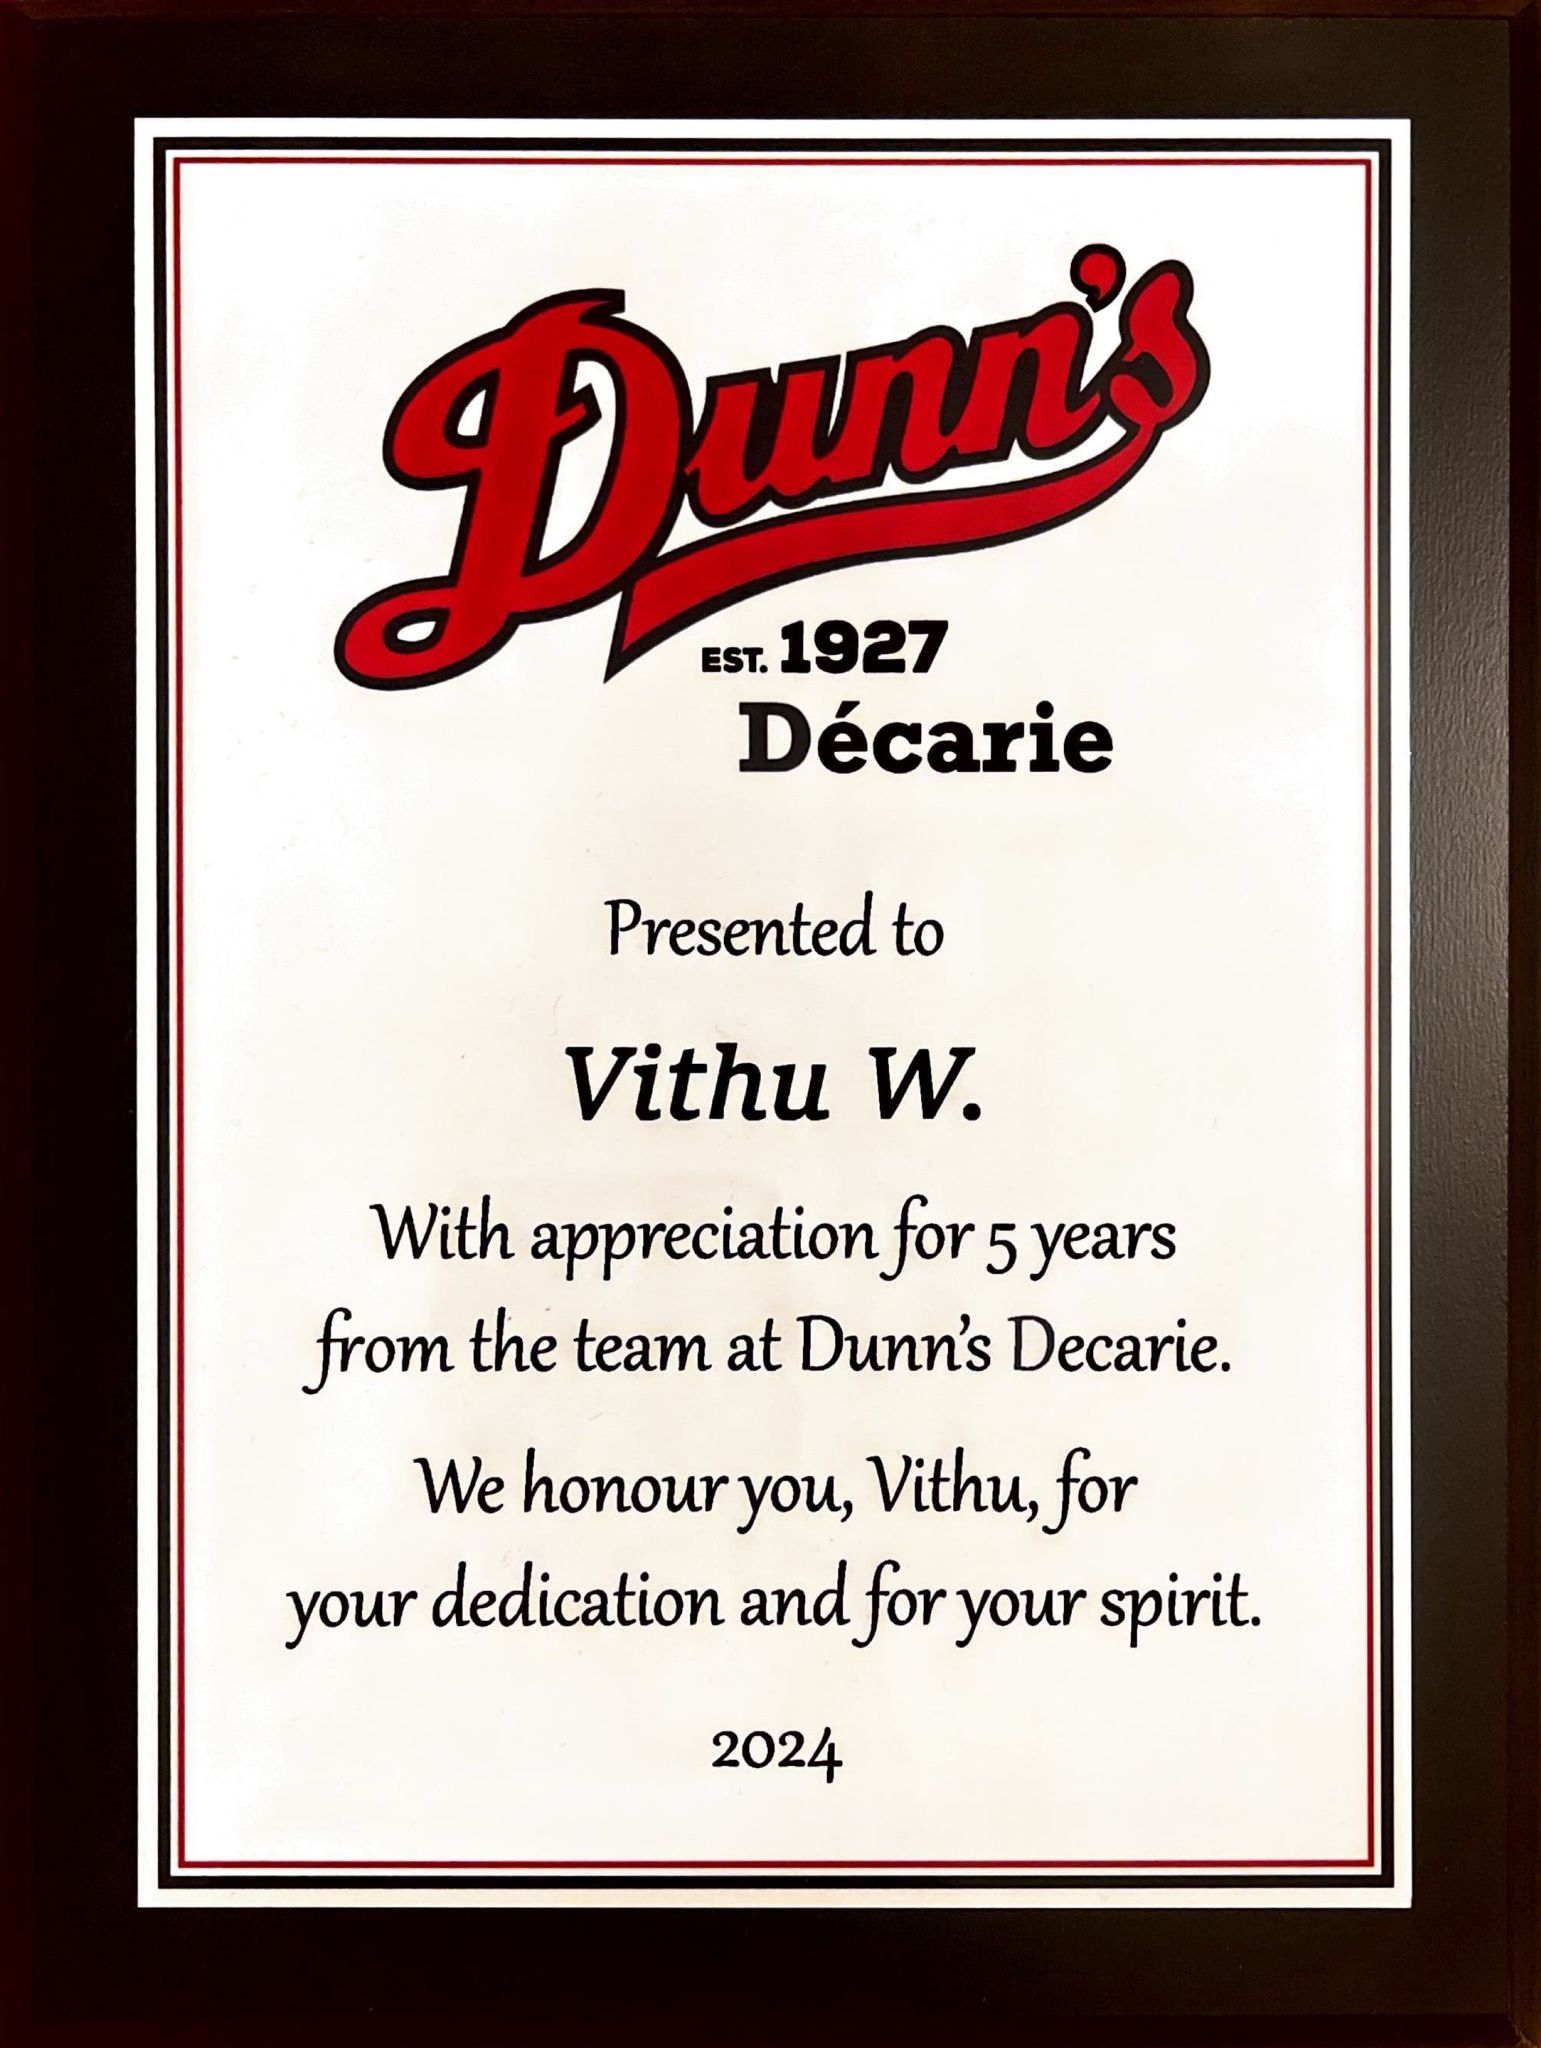 Dunn's
EST. 1927
Décarie
Presented to
Vithu W.
With appreciation for 5 years
from the team at Dunn's Decarie.
We honour you, Vithu, for
your dedication and for your spirit.
2024